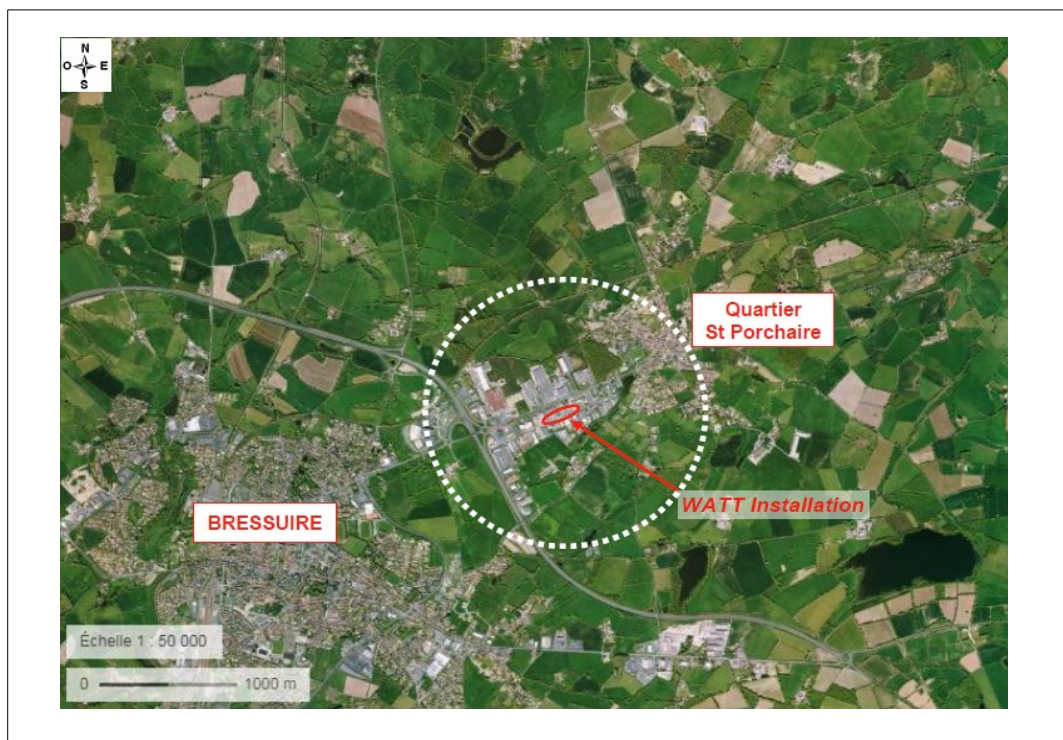 N
O E
S
Quartier
St Porchaire
WATT Installation
BRESSUIRE
Échelle 1 : 50 000
0 1000 m